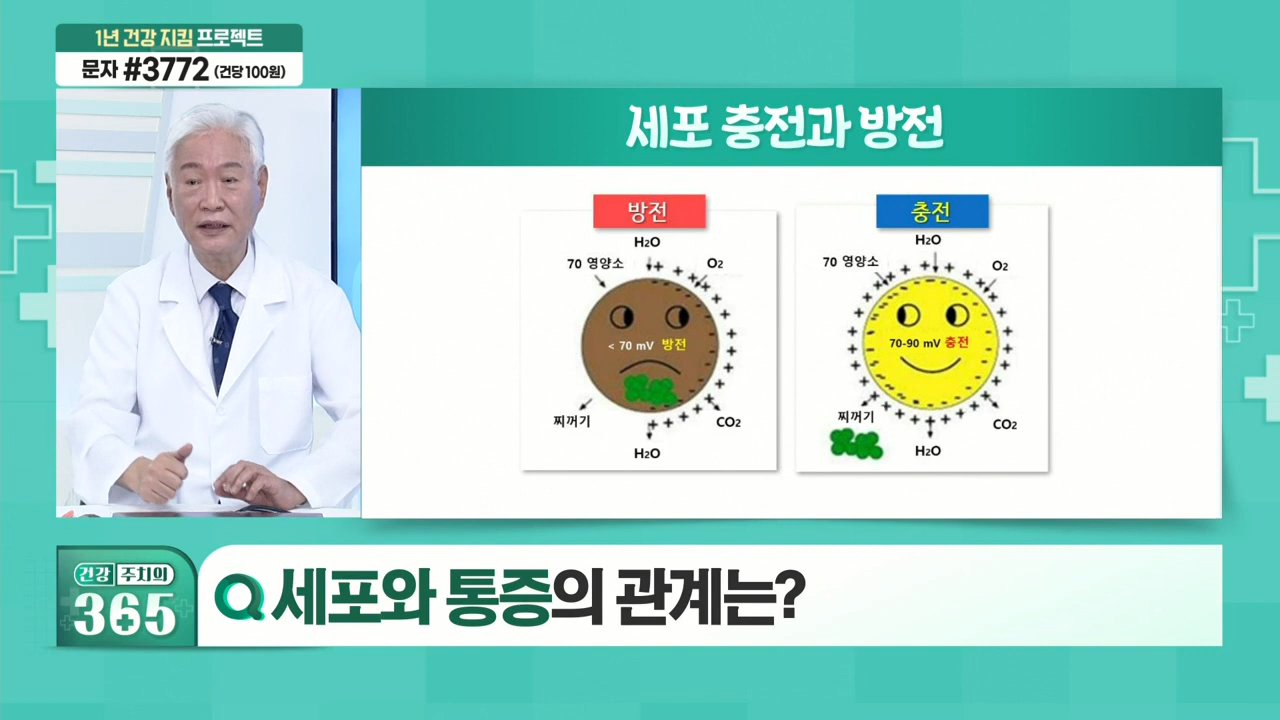 1년 건강 지킴 프로젝트
문자 #3772 (건당 100원)
세포 충전과 방전
방전
H2O
70 영양소
O2
< 70 mV 방전
찌꺼기
CO2
H2O
충전
H2O
70 영양소
O2
70-90 mV 충전
찌꺼기
CO2
H2O
건강 주치의
365
Q 세포와 통증의 관계는?